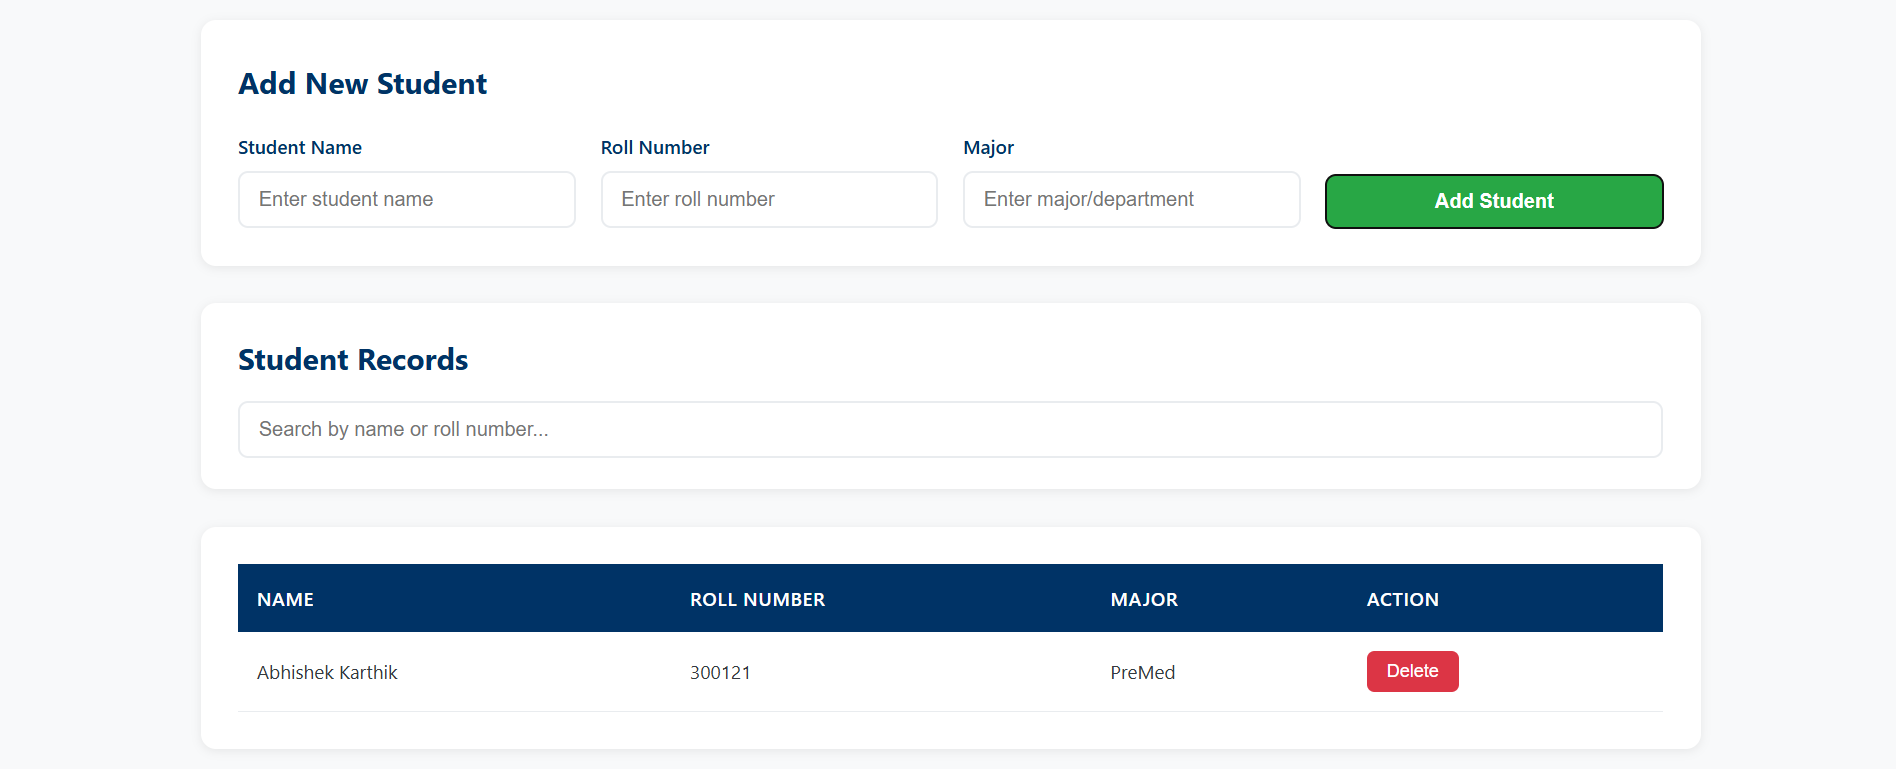 Add New Student
Student Name Roll Number Major
Enter student name Enter roll number Enter major/department Add Student
Student Records
Search by name or roll number...
NAME ROLL NUMBER MAJOR ACTION
Abhishek Karthik 300121 PreMed Delete